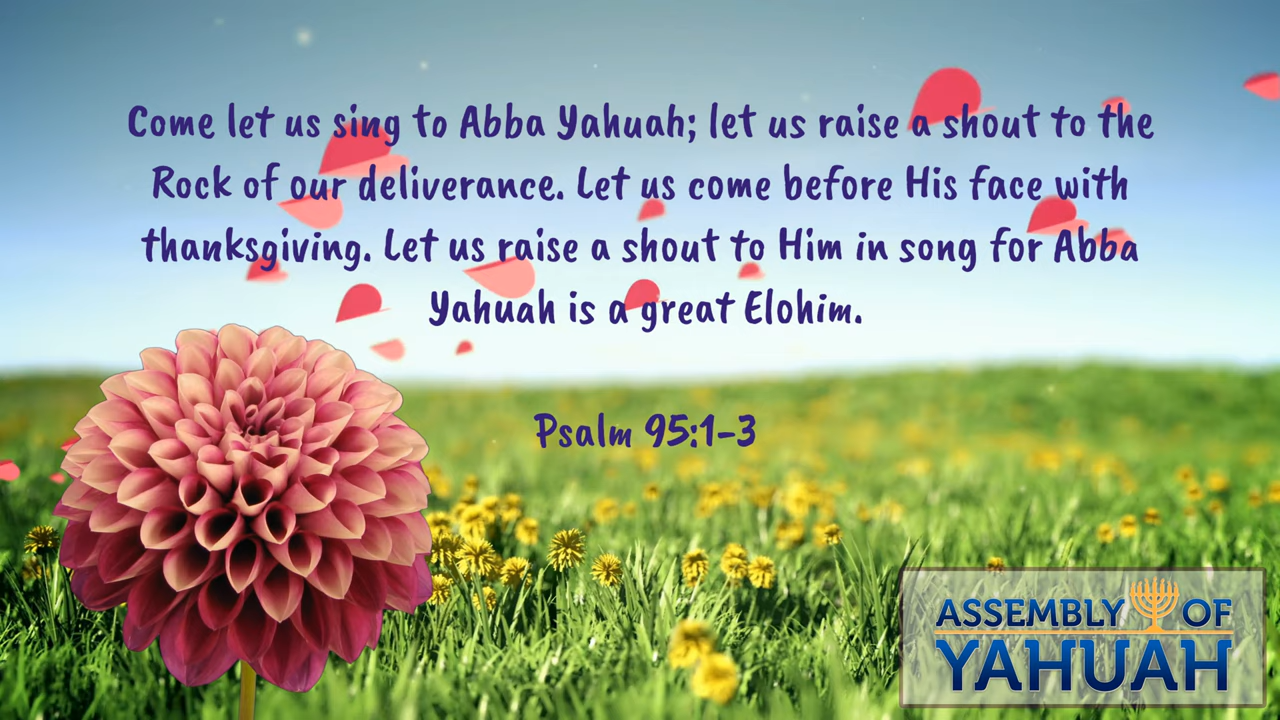 Come let us sing to Abba Yahuah; let us raise a shout to the
Rock of our deliverance. Let us come before His face with
thanksgiving. Let us raise a shout to Him in song for Abba
Yahuah is a great Elohim.
Psalm 95:1-3
ASSEMBLY OF
YAHUAH